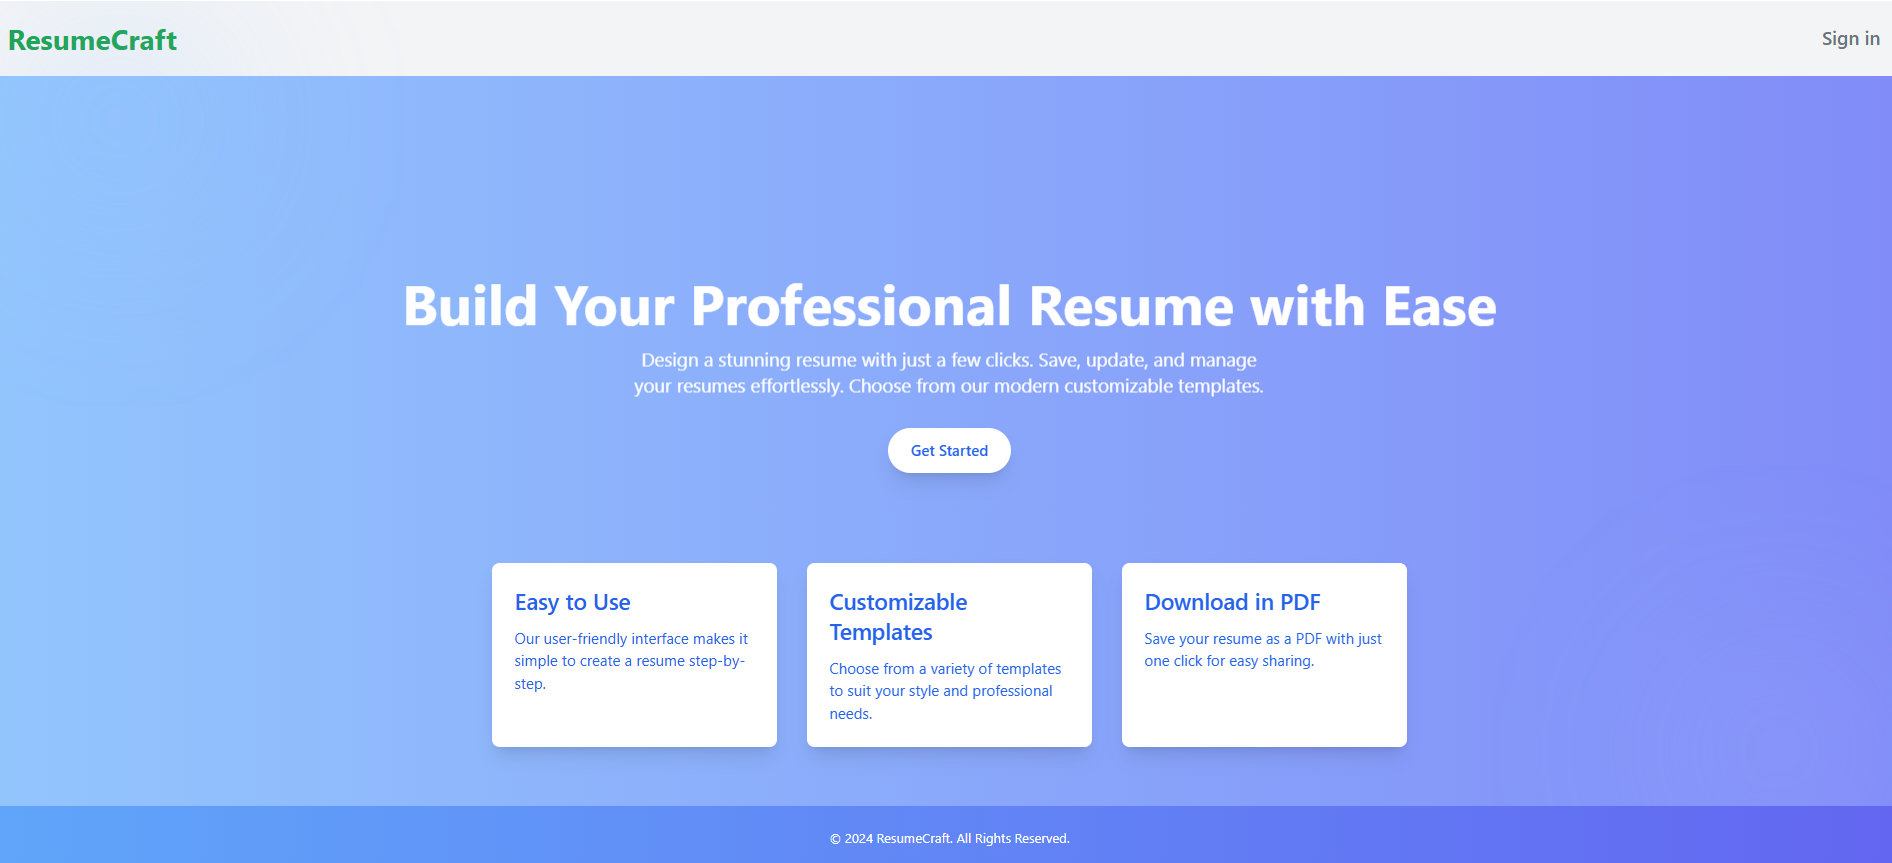 ResumeCraft
Sign in
Build Your Professional Resume with Ease
Design a stunning resume with just a few clicks. Save, update, and manage
your resumes effortlessly. Choose from our modern customizable templates.
Get Started
Easy to Use
Our user-friendly interface makes it
simple to create a resume step-by-
step.
Customizable
Templates
Choose from a variety of templates
to suit your style and professional
needs.
Download in PDF
Save your resume as a PDF with just
one click for easy sharing.
© 2024 ResumeCraft. All Rights Reserved.